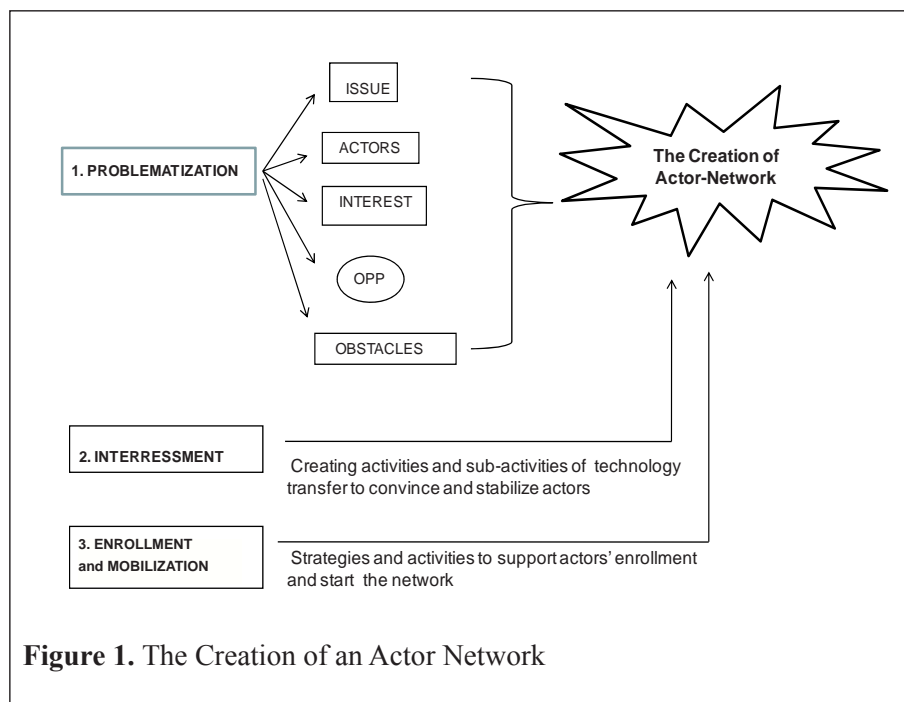 ISSUE
1. PROBLEMATIZATION
ACTORS
INTEREST
OPP
OBSTACLES
The Creation of
Actor-Network
2. INTERRESSMENT
Creating activities and sub-activities of technology
transfer to convince and stabilize actors
3. ENROLLMENT
and MOBILIZATION
Strategies and activities to support actors' enrollment
and start the network
Figure 1. The Creation of an Actor Network